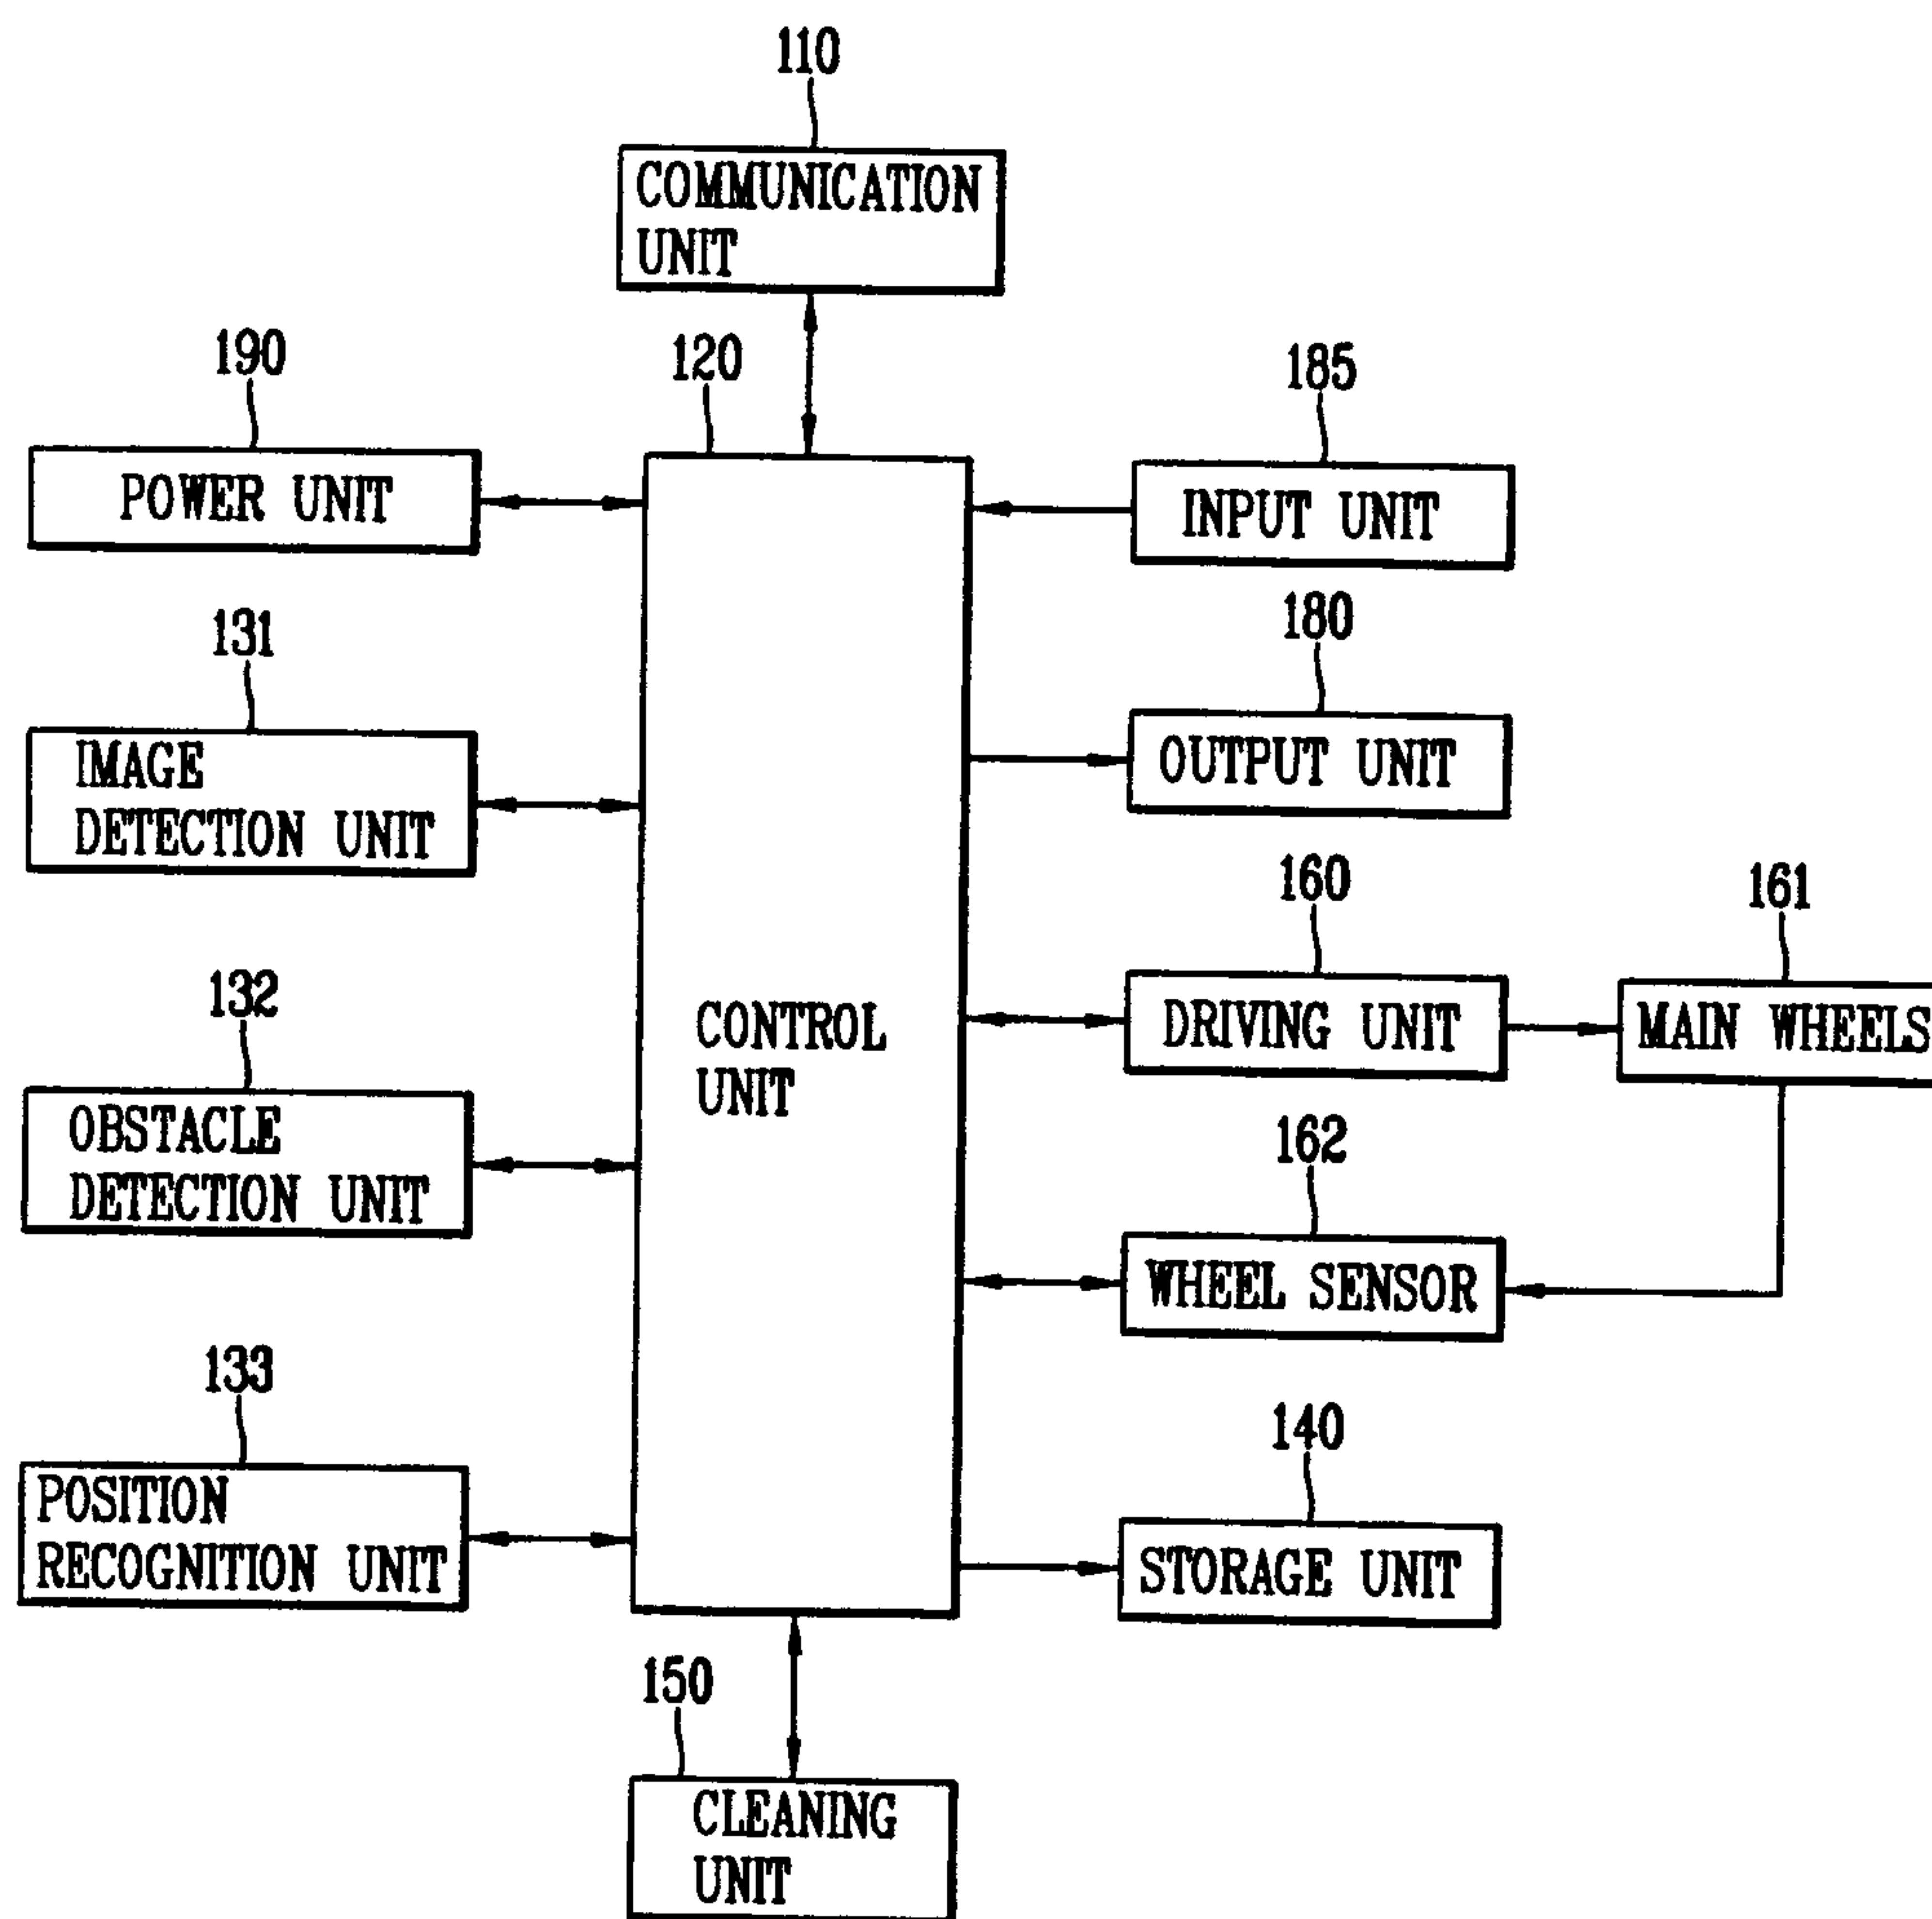 110
COMMUNICATION
UNIT
190
120
185
POWER UNIT
INPUT UNIT
131
180
IMAGE
DETECTION UNIT
OUTPUT UNIT
160
161
132
DRIVING UNIT
MAIN WHEELS
CONTROL
UNIT
OBSTACLE
DETECTION UNIT
162
WHEEL SENSOR
133
140
POSITION
RECOGNITION UNIT
STORAGE UNIT
150
CLEANING
UNIT